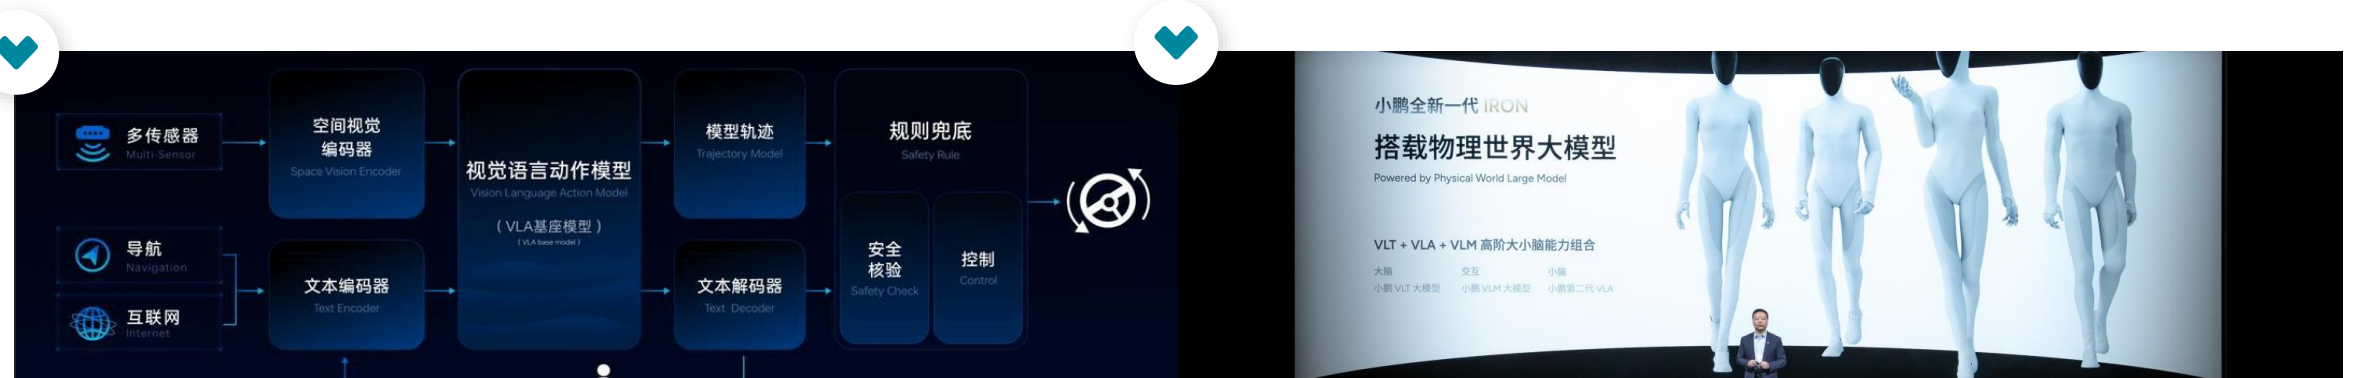 多传感器
Multi-Sensor
导航
Navigation
互联网
Internet
空间视觉
编码器
Space Vision Encoder
文本编码器
Text Encoder
视觉语言动作模型
Vision Language Action Model
（VLA基座模型）
（VLA base model）
模型轨迹
Trajectory Model
文本解码器
Text Decoder
规则兜底
Safety Rule
安全
核验
Safety Check
控制
Control
小鹏全新一代 IRON
搭载物理世界大模型
Powered by Physical World Large Model
VLT + VLA + VLM 高阶大小脑能力组合
大脑 交互 小脑
小鹏 VLT 大模型 小鹏 VLM 大模型 小鹏第二代 VLA